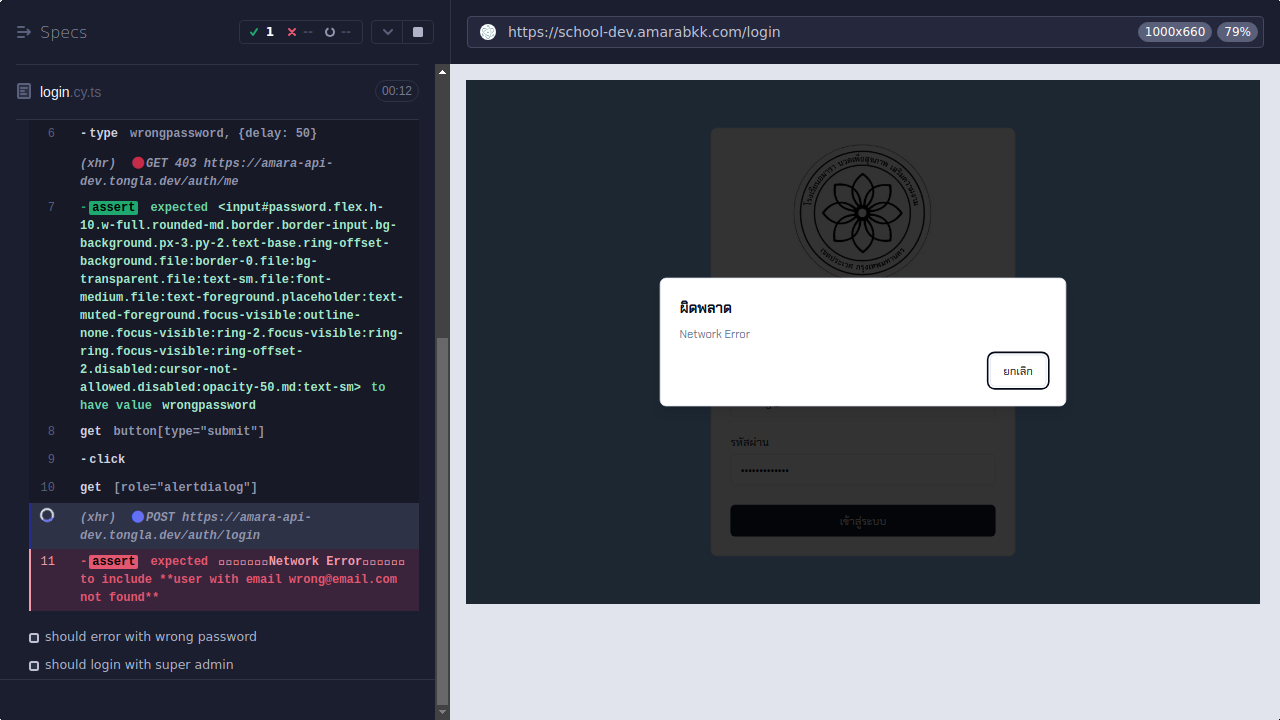 Specs
1
--
--
https://school-dev.amarabkk.com/login
1000x660
79%
login.cy.ts
00:12
6 -type wrongpassword, {delay: 50}
(xhr) GET 403 https://amara-api-
dev.tongla.dev/auth/me
7 -assert expected <input#password.flex.h-
10.w-full.rounded-md.border.border-input.bg-
background.px-3.py-2.text-base.ring-offset-
background.file:border-0.file:bg-
transparent.file:text-sm.file:font-
medium.file:text-foreground.placeholder:text-
muted-foreground.focus-visible:outline-
none.focus-visible:ring-2.focus-visible:ring-
ring.focus-visible:ring-offset-
2.disabled:cursor-not-
allowed.disabled:opacity-50.md:text-sm> to
have value wrongpassword
8 get button[type="submit"]
9 -click
10 get [role="alertdialog"]
(xhr) POST https://amara-api-
dev.tongla.dev/auth/login
11 -assert expected Network Error
to include **user with email wrong@email.com
not found**
should error with wrong password
should login with super admin
ผิดพลาด
Network Error
ยกเลิก
รหัสผ่าน
เข้าสู่ระบบ